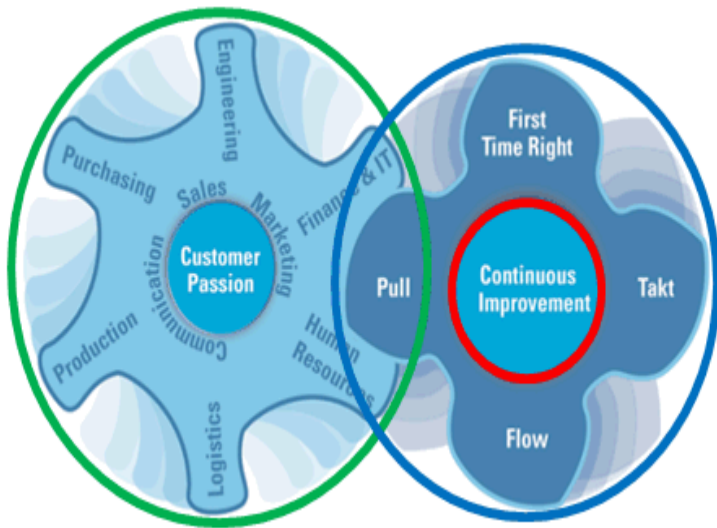 Engineering
Purchasing
Finance & IT
Sales
Marketing
Communication
Customer
Passion
Production
Human
Resources
Logistics
First
Time Right
Pull
Continuous
Improvement
Takt
Flow